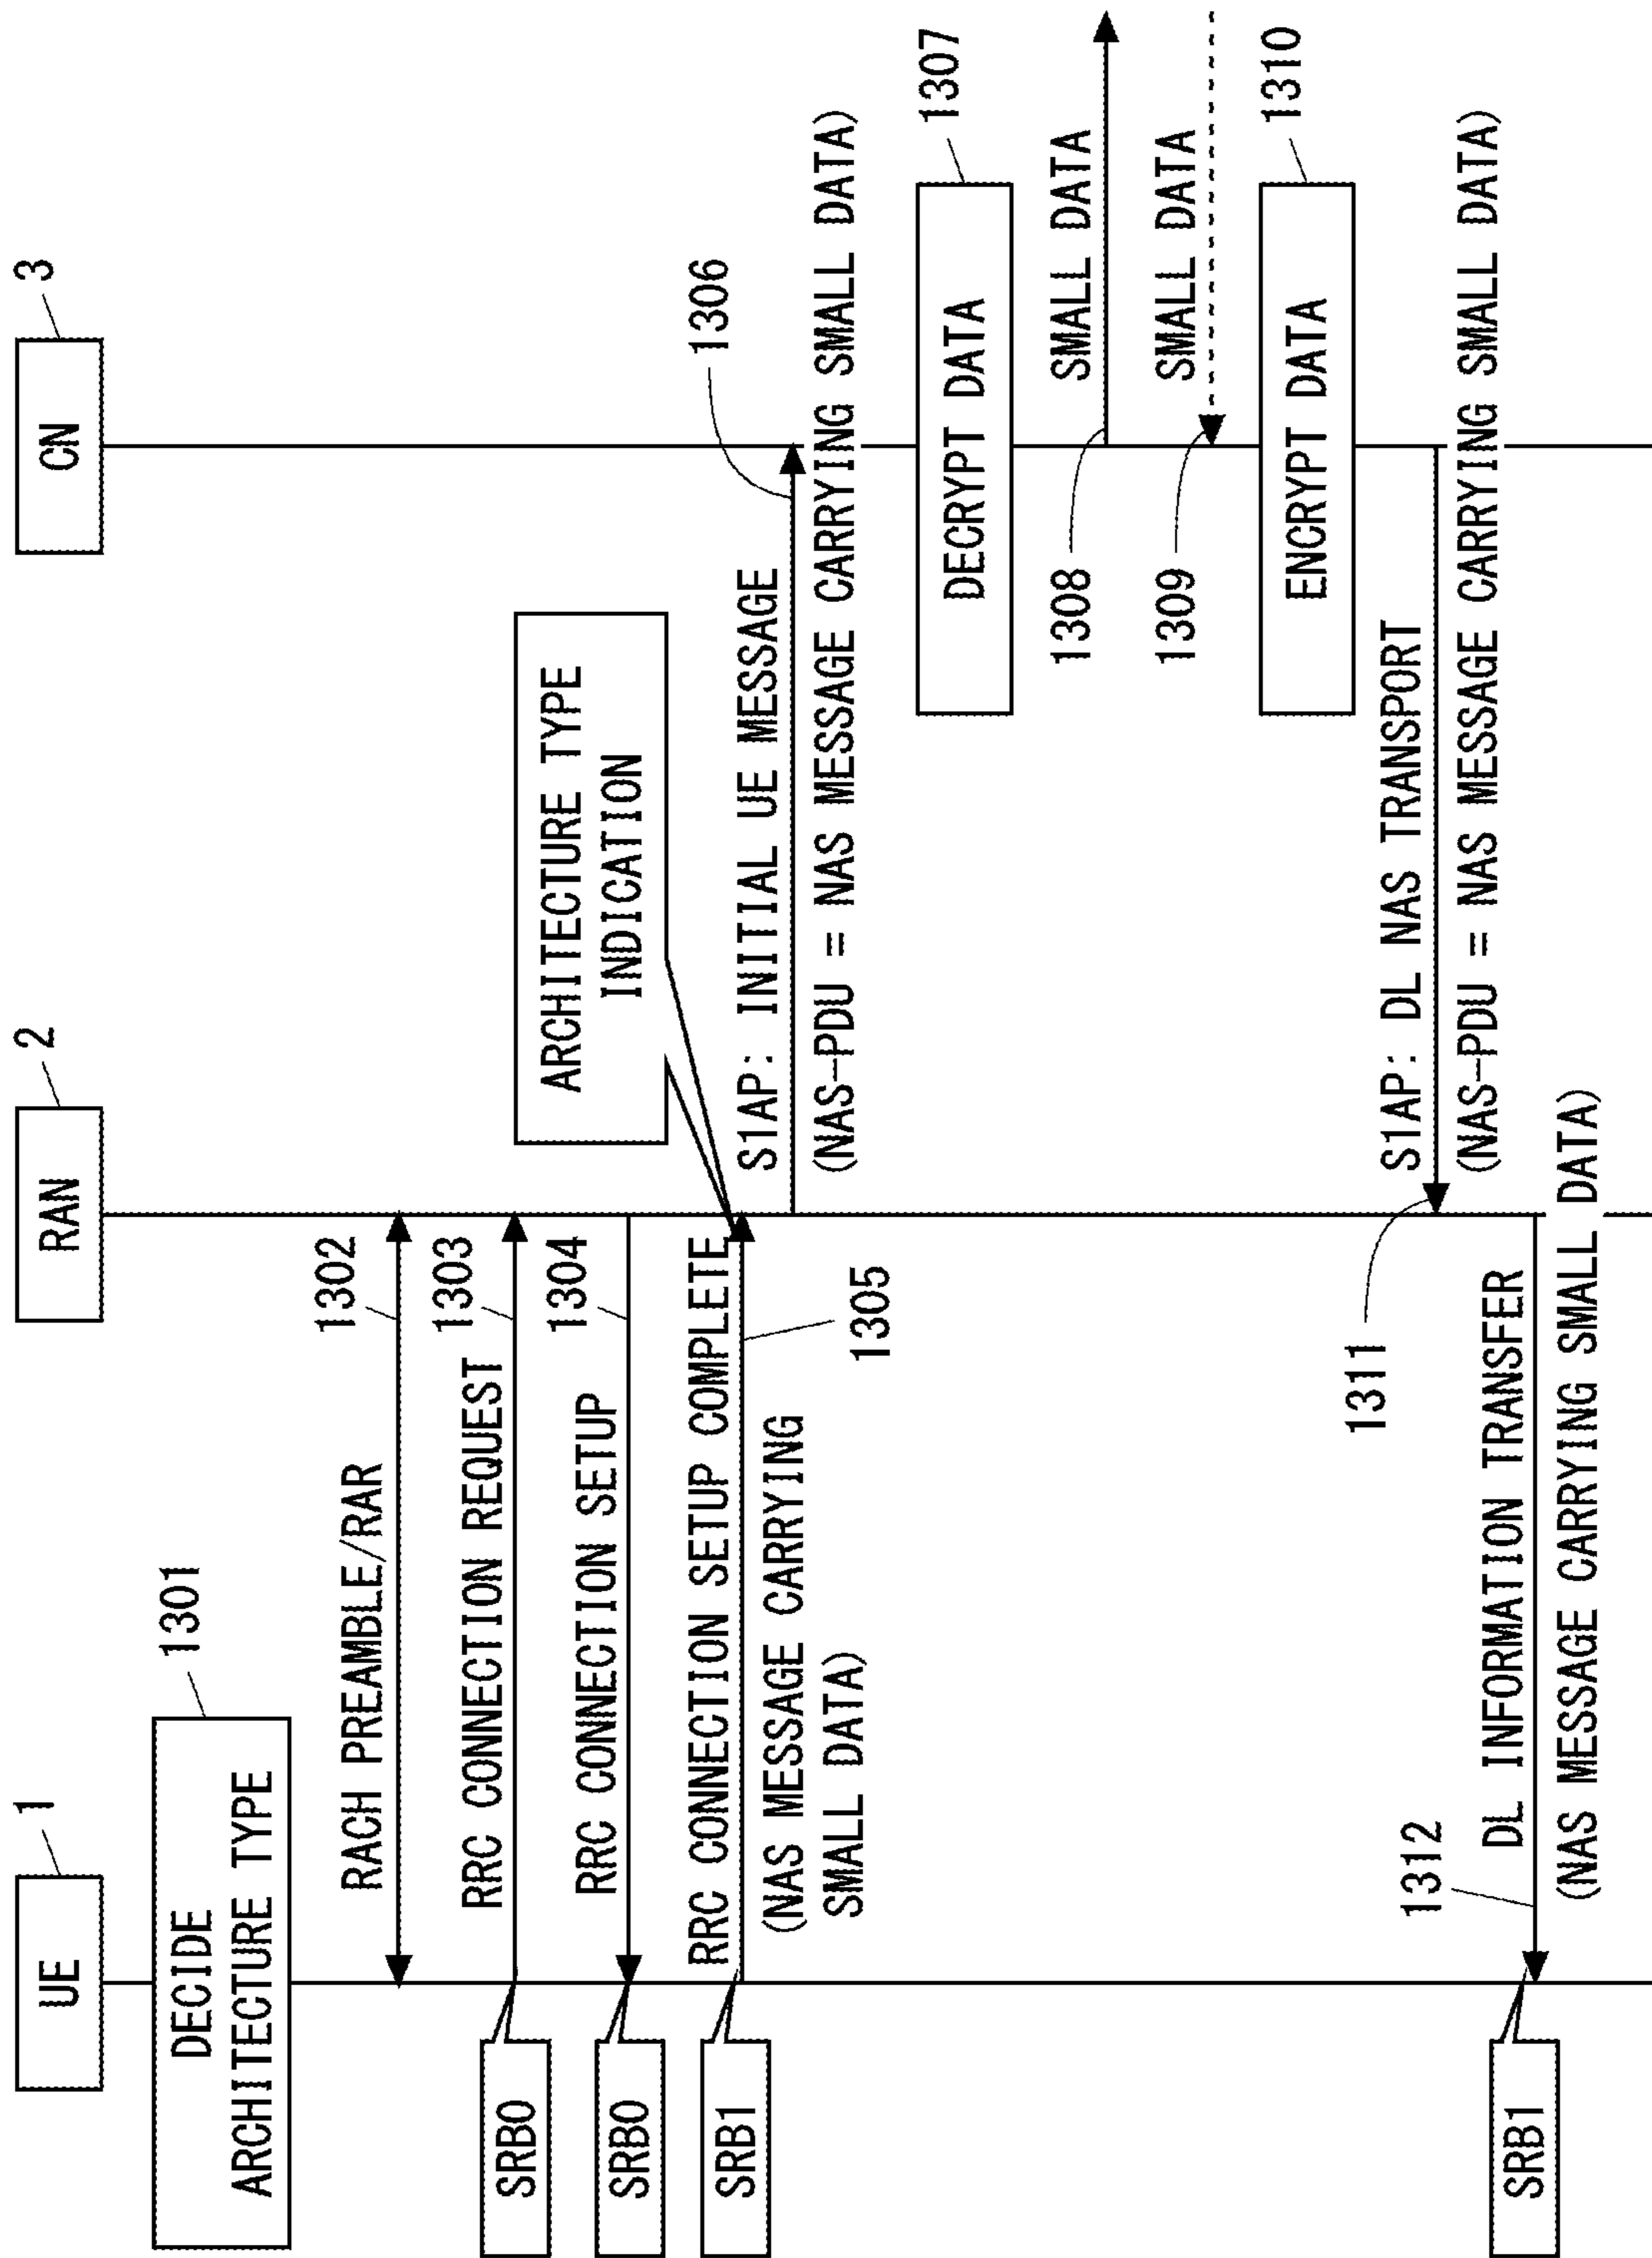 UE
1
RAN
2
CN
3
DECIDE
ARCHITECTURE TYPE
1301
RACH PREAMBLE/RAR
1302
SRB0
RRC CONNECTION REQUEST
1303
SRB0
RRC CONNECTION SETUP
1304
ARCHITECTURE TYPE
INDICATION
SRB1
RRC CONNECTION SETUP COMPLETE
(NAS MESSAGE CARRYING
SMALL DATA)
1305
S1AP: INITIAL UE MESSAGE
1306
(NAS-PDU = NAS MESSAGE CARRYING SMALL DATA)
DECRYPT DATA
1307
1308
SMALL DATA
1309
SMALL DATA
ENCRYPT DATA
1310
1311
S1AP: DL NAS TRANSPORT
(NAS-PDU = NAS MESSAGE CARRYING SMALL DATA)
SRB1
1312
DL INFORMATION TRANSFER
(NAS MESSAGE CARRYING SMALL DATA)